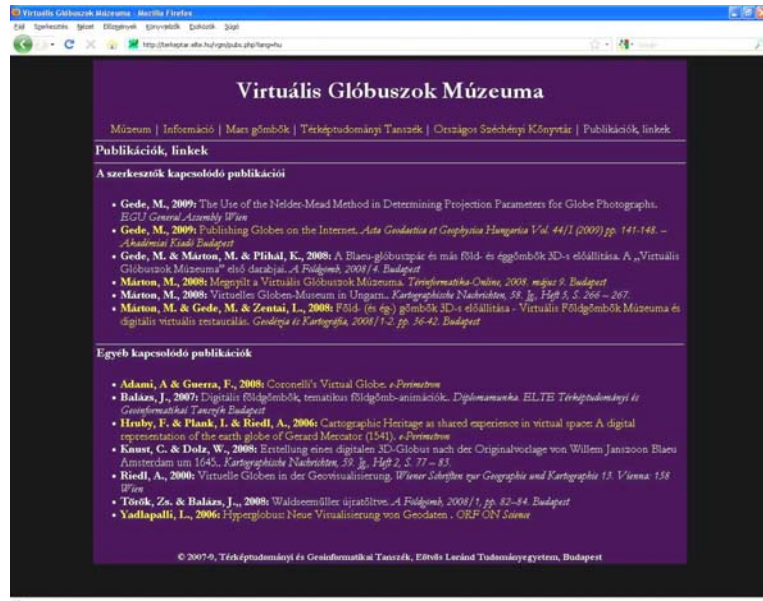 Virtuális Glóbuszok Múzeuma - Mozilla Firefox
Fájl Szerkesztés Nézet Előzmények Könyvjelzők Eszközök Súgó
http://terkeptar.elte.hu/vgm/pubs.php?lang=hu
Virtuális Glóbuszok Múzeuma
Múzeum | Információ | Mars gömbök | Térképtudományi Tanszék | Országos Széchényi Könyvtár | Publikációk, linkek
Publikációk, linkek
A szerkesztők kapcsolódó publikációi
• Gede, M., 2009: The Use of the Nelder-Mead Method in Determining Projection Parameters for Globe Photographs.
EGU General Assembly Wien
• Gede, M., 2009: Publishing Globes on the Internet. Acta Geodaetica et Geophysica Hungarica Vol. 44/1 (2009) pp. 141-148. –
Akadémiai Kiadó Budapest
• Gede, M. & Márton, M. & Plihál, K., 2008: A Blaeu-glóbuszpár és más föld- és éggömbök 3D-s előállítása. A „Virtuális
Glóbuszok Múzeuma” első darabjai. A Földgömb, 2008/4. Budapest
• Márton, M., 2008: Megnyílt a Virtuális Glóbuszok Múzeuma. Térinformatika-Online, 2008. május 9. Budapest
• Márton, M., 2008: Virtuelles Globen-Museum in Ungarn.. Kartographische Nachrichten, 58. Jg., Heft 5, S. 266 – 267.
• Márton, M. & Gede, M. & Zentai, L., 2008: Föld- (és ég-) gömbök 3D-s előállítása - Virtuális Földgömbök Múzeuma és
digitális virtuális restaurálás. Geodézia és Kartográfia, 2008/1-2. pp. 36-42. Budapest
Egyéb kapcsolódó publikációk
• Adami, A & Guerra, F., 2008: Coronelli's Virtual Globe. e-Perimetron
• Balázs, J., 2007: Digitális földgömbök, tematikus földgömb-animációk.. Diplomamunka. ELTE Térképtudományi és
Geoinformatikai Tanszék Budapest
• Hruby, F. & Plank, I. & Riedl, A., 2006: Cartographic Heritage as shared experience in virtual space: A digital
representation of the earth globe of Gerard Mercator (1541). e-Perimetron
• Knust, C. & Dolz, W., 2008: Erstellung eines digitalen 3D-Globus nach der Originalvorlage von Willem Janszoon Blaeu
Amsterdam um 1645.. Kartographische Nachrichten, 59. Jg., Heft 2, S. 77 – 83.
• Riedl, A., 2000: Virtuelle Globen in der Geovisualisierung. Wiener Schriften zur Geographie und Kartographie 13. Vienna: 158
Wien
• Török, Zs. & Balázs, J.,, 2008: Waldseemüller újratöltve. A Földgömb, 2008/1, pp. 82–84. Budapest
• Yadlapalli, L., 2006: Hyperglobus: Neue Visualisierung von Geodaten . ORF ON Science
© 2007-9, Térképtudományi és Geoinformatikai Tanszék, Eötvös Loránd Tudományegyetem, Budapest